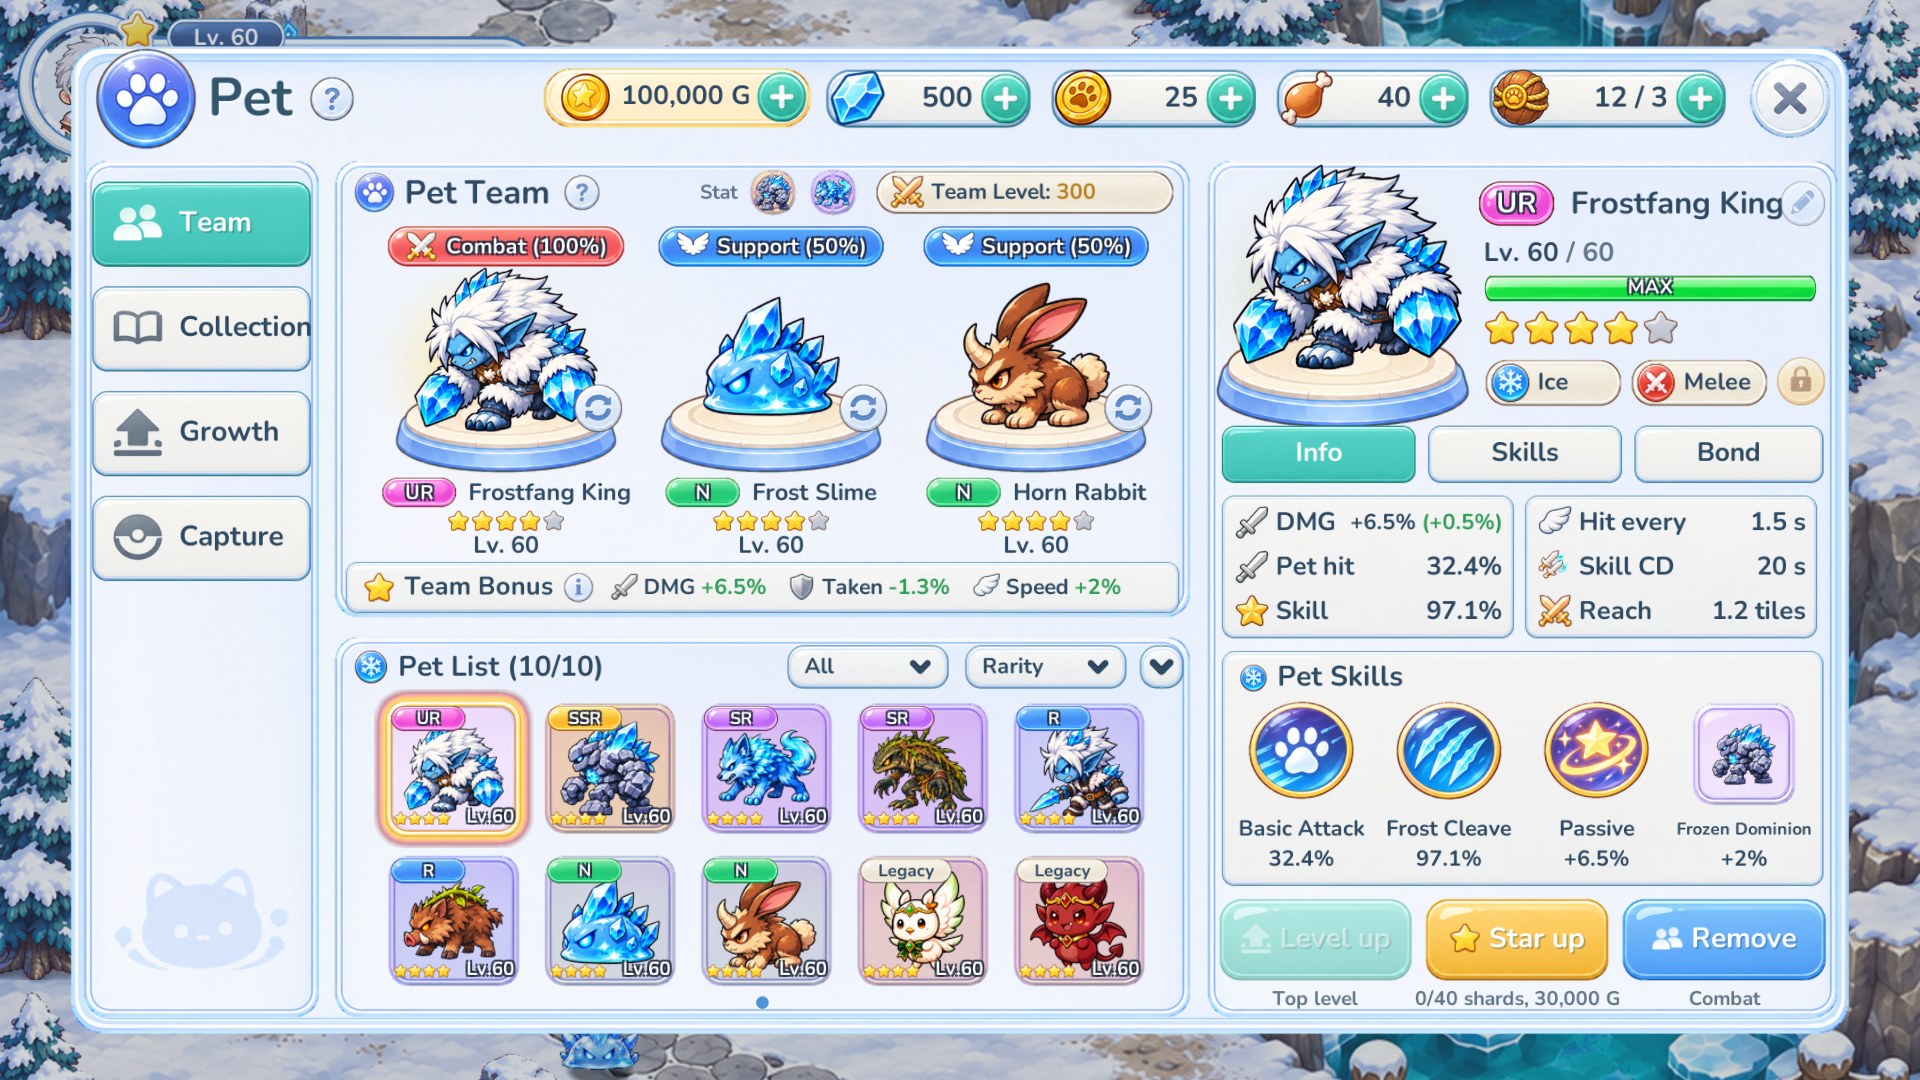 Lv. 60
Pet
?
100,000 G
500
25
40
12 / 3
Team
Collection
Growth
Capture
Pet Team
?
Stat
Team Level: 300
Combat (100%)
Support (50%)
Support (50%)
UR Frostfang King
Lv. 60
N Frost Slime
Lv. 60
N Horn Rabbit
Lv. 60
Team Bonus i DMG +6.5% Taken -1.3% Speed +2%
Pet List (10/10)
All
Rarity
UR
Lv.60
SSR
Lv.60
SR
Lv.60
SR
Lv.60
R
Lv.60
R
Lv.60
N
Lv.60
N
Lv.60
Legacy
Lv.60
Legacy
Lv.60
UR Frostfang King
Lv. 60 / 60
MAX
Ice
Melee
Info
Skills
Bond
DMG +6.5% (+0.5%)
Pet hit 32.4%
Skill 97.1%
Hit every 1.5 s
Skill CD 20 s
Reach 1.2 tiles
Pet Skills
Basic Attack
32.4%
Frost Cleave
97.1%
Passive
+6.5%
Frozen Dominion
+2%
Level up
Top level
Star up
0/40 shards, 30,000 G
Remove
Combat